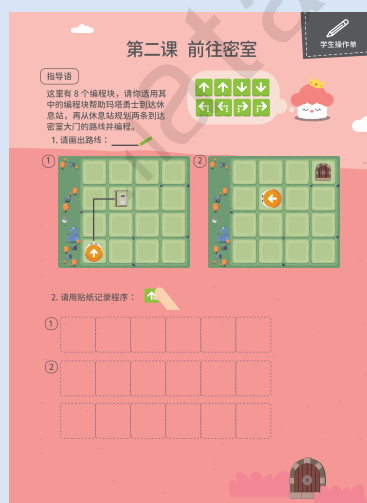 第二课 前往密室
学生操作单
指导语
这里有 8 个编程块，请你选用其
中的编程块帮助玛塔勇士到达休
息站，再从休息站规划两条到达
密室大门的路线并编程。
1. 请画出路线：
1
2
2. 请用贴纸记录程序：
1
2
mata